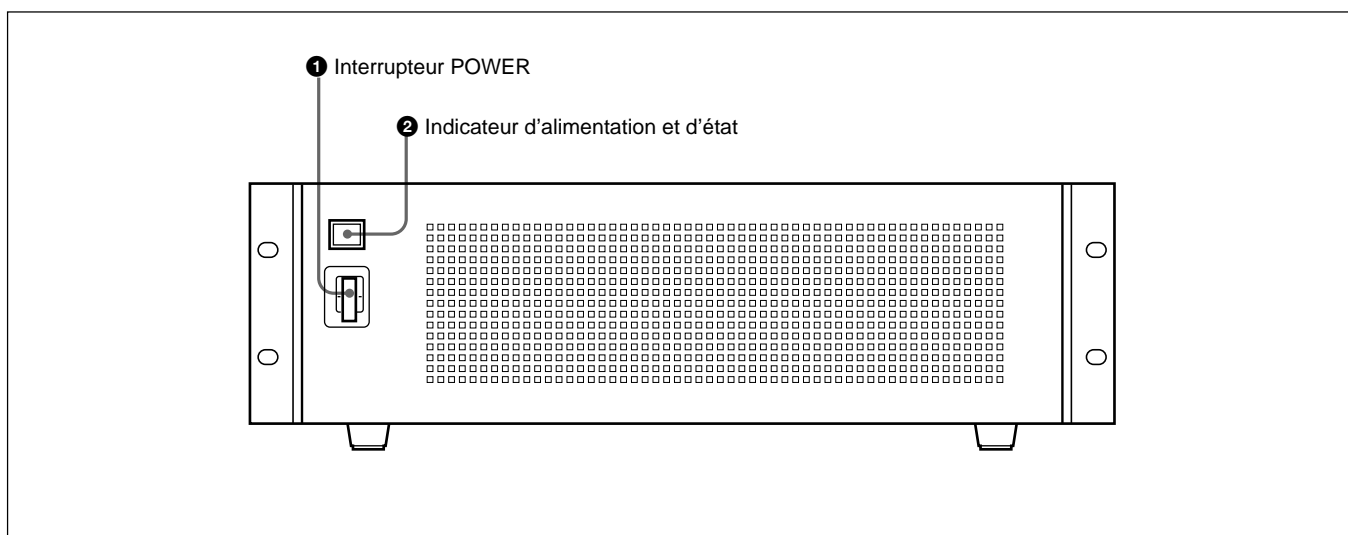 ❶ Interrupteur POWER
❷ Indicateur d’alimentation et d’état